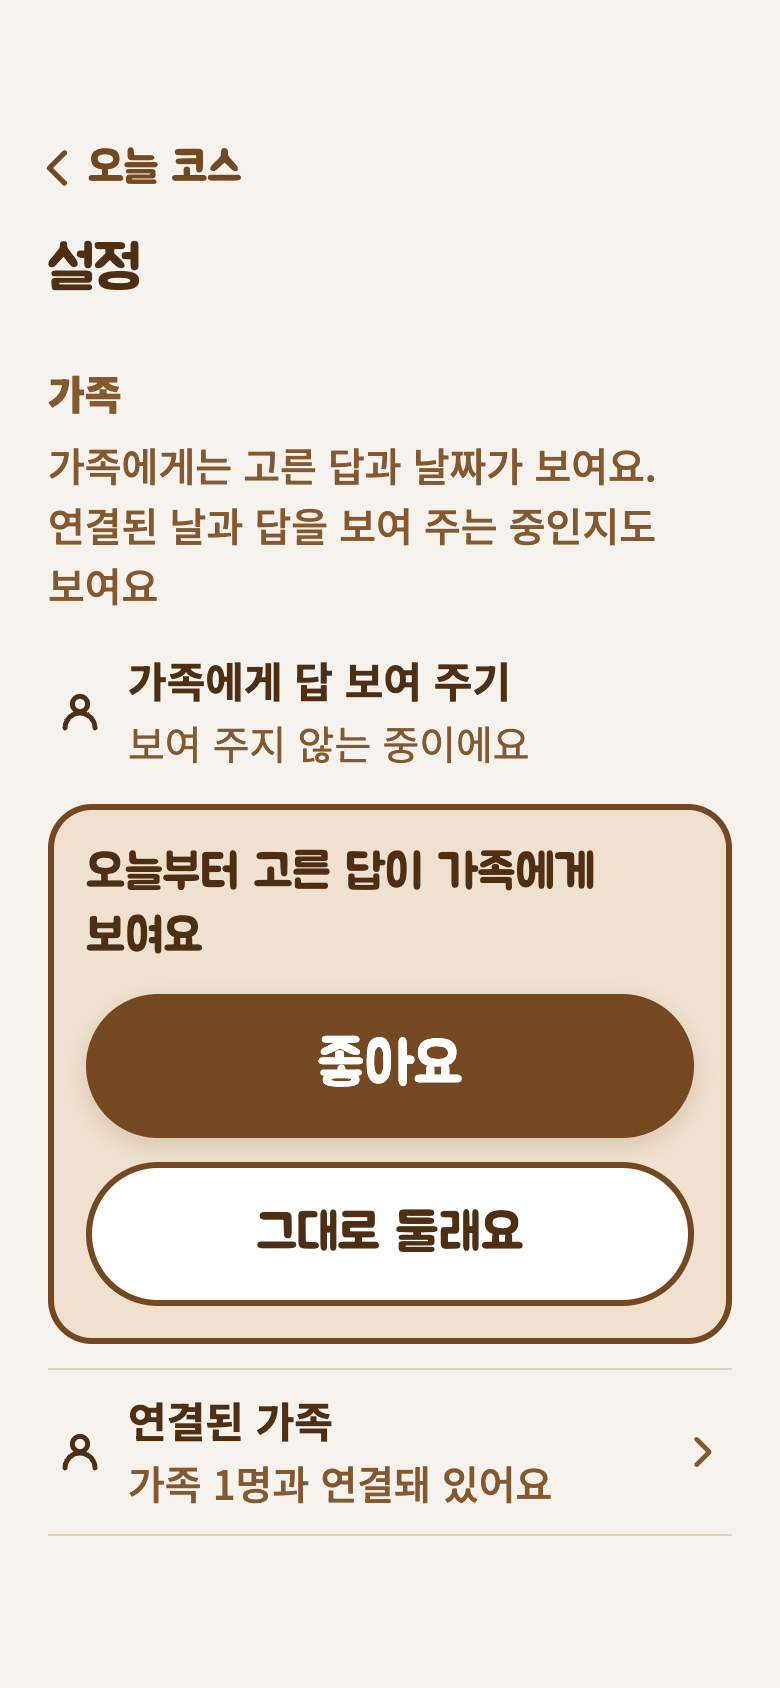 오늘 코스
설정
가족
가족에게는 고른 답과 날짜가 보여요.
연결된 날과 답을 보여 주는 중인지도
보여요
가족에게 답 보여 주기
보여 주지 않는 중이에요
오늘부터 고른 답이 가족에게
보여요
좋아요
그대로 둘래요
연결된 가족
가족 1명과 연결돼 있어요